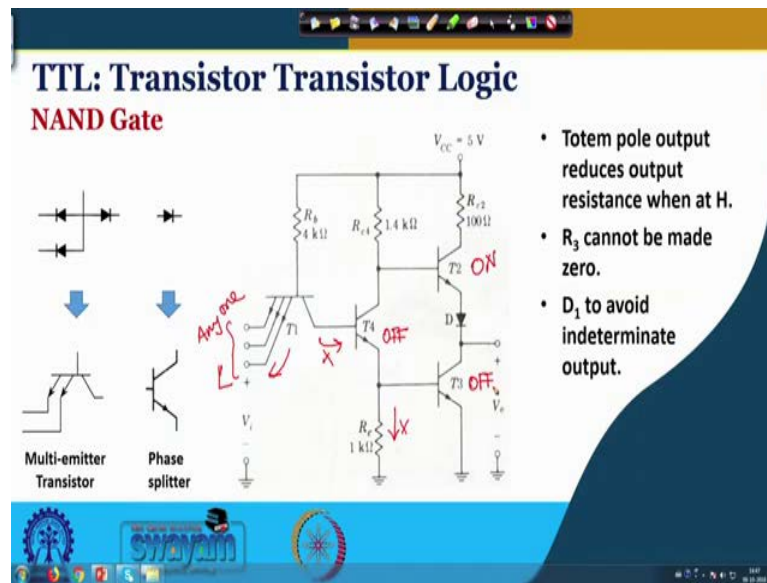 TTL: Transistor Transistor Logic
NAND Gate
Multi-emitter
Transistor
Phase
splitter
V_CC = 5 V
R_b
4 kΩ
R_c4
1.4 kΩ
R_c2
100 Ω
T2
ON
Any one
T1
L
+
V_i
−
X
T4
OFF
D
T3
OFF
+
V_o
−
R_e
1 kΩ
X
• Totem pole output
reduces output
resistance when at H.
• R3 cannot be made
zero.
• D1 to avoid
indeterminate
output.
swayam